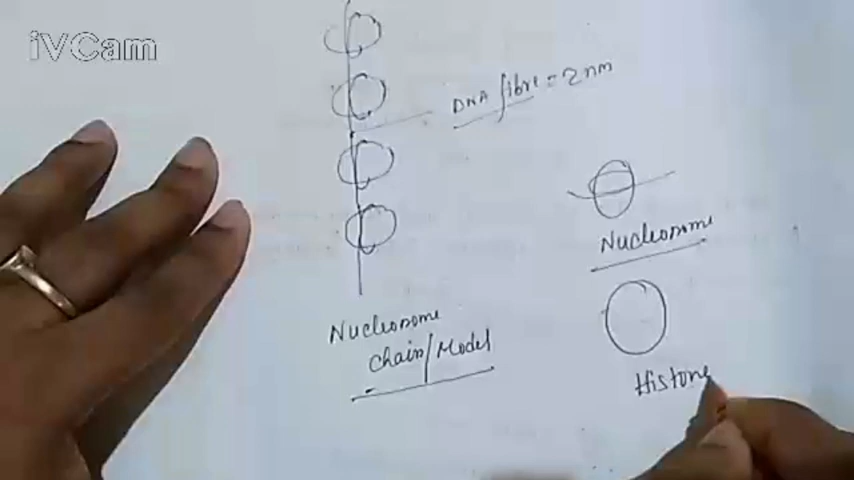 iVCam
DNA fibre = 2nm
Nucleosome
Nucleosome
chain/Model
Histone